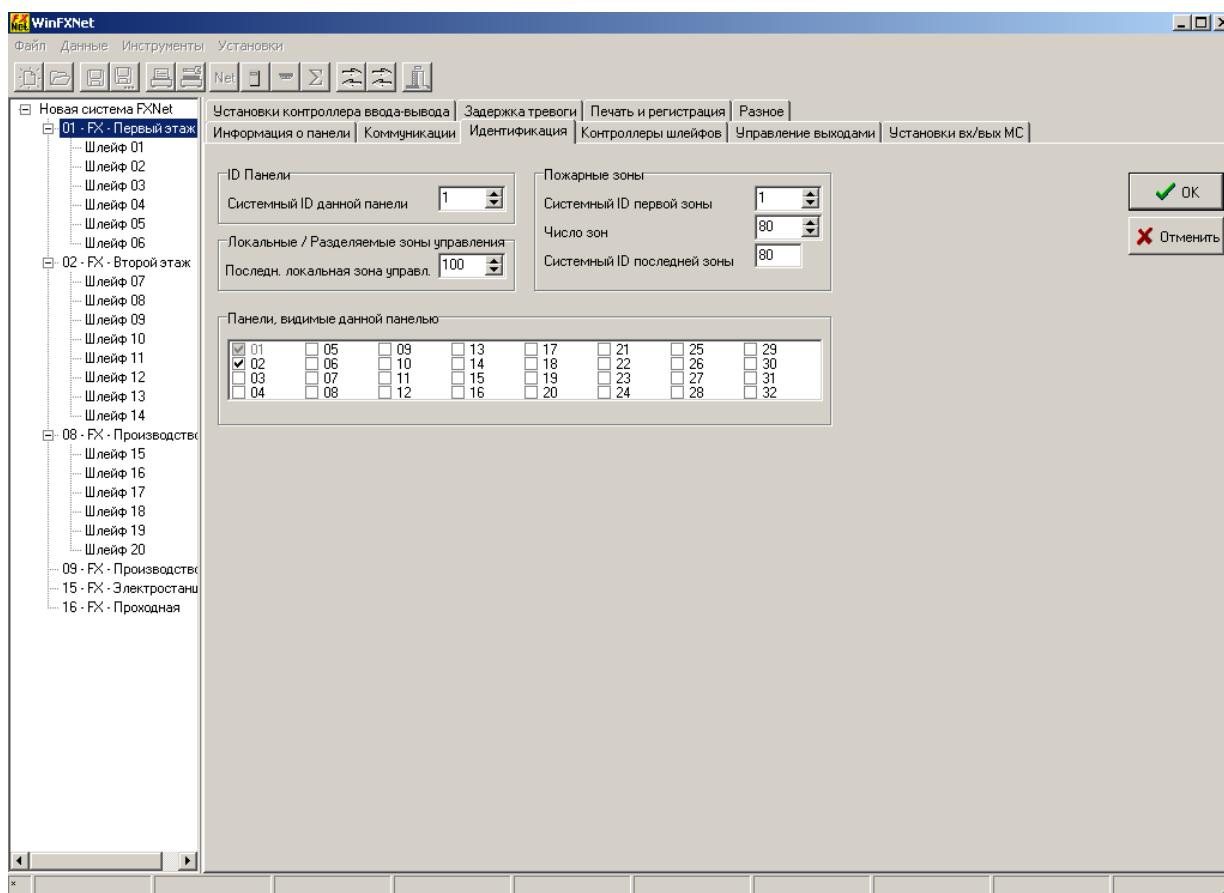 WinFXNet
Файл Данные Инструменты Установки
Net Σ
Новая система FXNet
01 - FX - Первый этаж
Шлейф 01
Шлейф 02
Шлейф 03
Шлейф 04
Шлейф 05
Шлейф 06
02 - FX - Второй этаж
Шлейф 07
Шлейф 08
Шлейф 09
Шлейф 10
Шлейф 11
Шлейф 12
Шлейф 13
Шлейф 14
08 - FX - Производство
Шлейф 15
Шлейф 16
Шлейф 17
Шлейф 18
Шлейф 19
Шлейф 20
09 - FX - Производство
15 - FX - Электростанц
16 - FX - Проходная
Установки контроллера ввода-вывода Задержка тревоги Печать и регистрация Разное
Информация о панели Коммуникации Идентификация Контроллеры шлейфов Управление выходами Установки вх/вых МС
ID Панели
Системный ID данной панели 1
Локальные / Разделяемые зоны управления
Последн. локальная зона управл. 100
Пожарные зоны
Системный ID первой зоны 1
Число зон 80
Системный ID последней зоны 80
Панели, видимые данной панелью
01 05 09 13 17 21 25 29
02 06 10 14 18 22 26 30
03 07 11 15 19 23 27 31
04 08 12 16 20 24 28 32
OK
Отменить